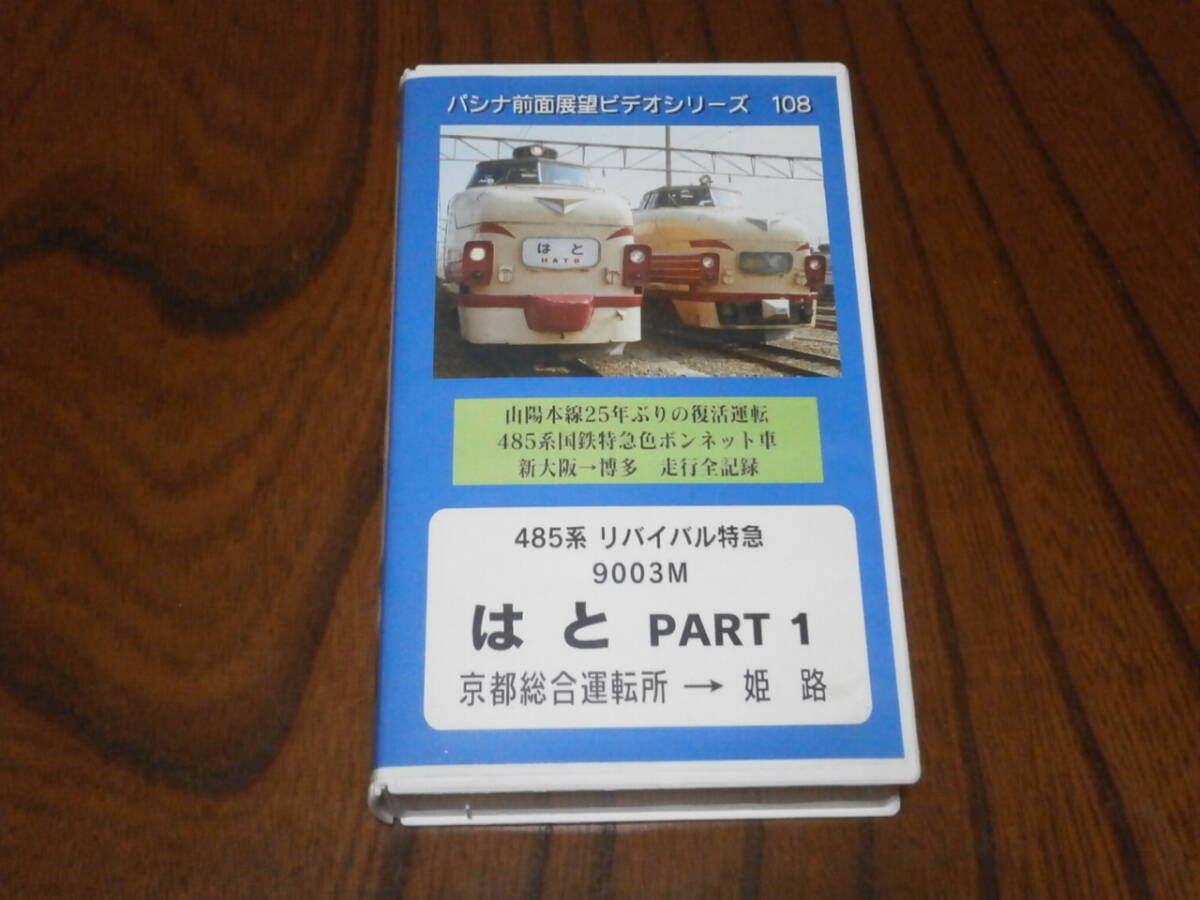 パシナ前面展望ビデオシリーズ 108
はと
HATO
山陽本線25年ぶりの復活運転
485系国鉄特急色ボンネット車
新大阪→博多 走行全記録
485系 リバイバル特急
9003M
はと PART 1
京都総合運転所 → 姫路